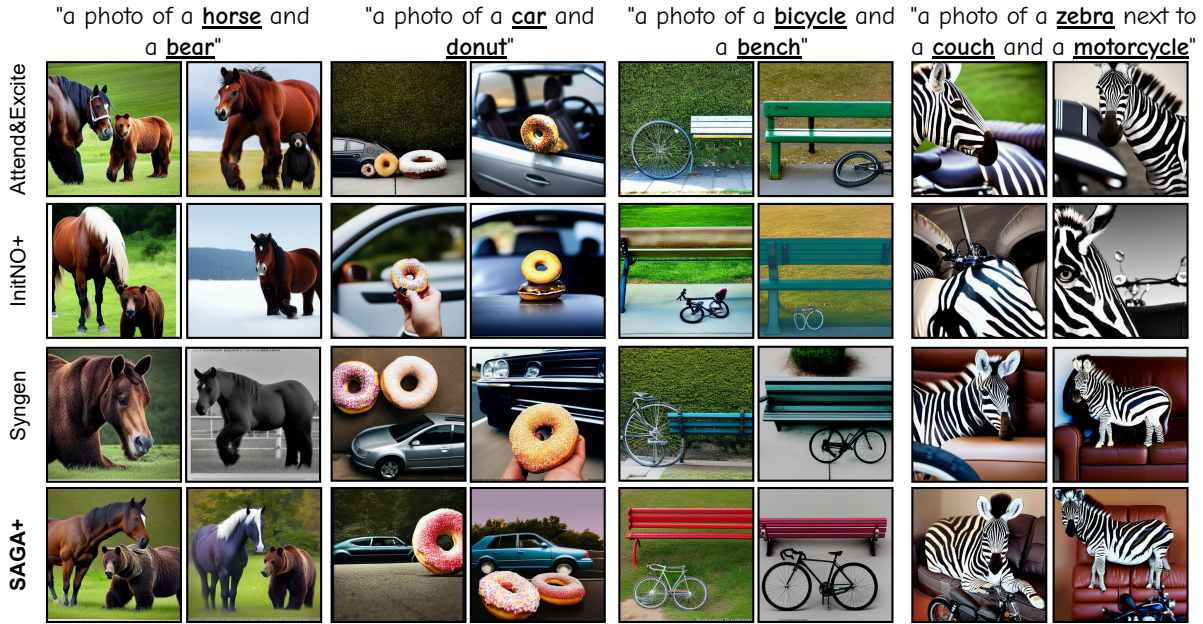 "a photo of a horse and
a bear"
"a photo of a car and
donut"
"a photo of a bicycle and
a bench"
"a photo of a zebra next to
a couch and a motorcycle"
Attend&Excite
InitNO+
Syngen
SAGA+